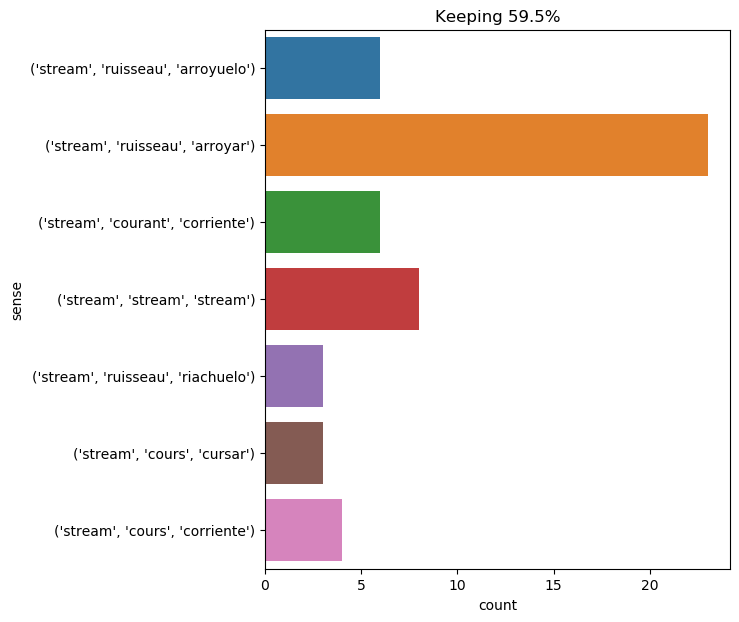 Keeping 59.5%
('stream', 'ruisseau', 'arroyuelo')
('stream', 'ruisseau', 'arroyar')
('stream', 'courant', 'corriente')
('stream', 'stream', 'stream')
('stream', 'ruisseau', 'riachuelo')
('stream', 'cours', 'cursar')
('stream', 'cours', 'corriente')
sense
0 5 10 15 20
count